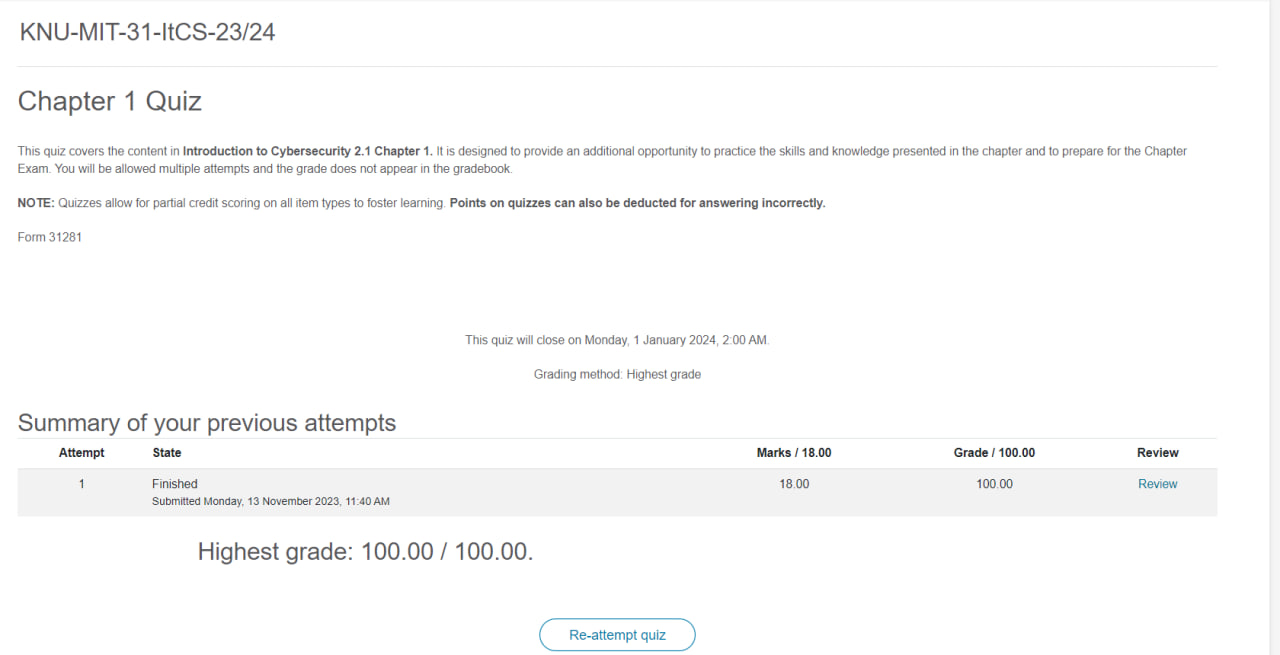 KNU-MIT-31-ItCS-23/24
Chapter 1 Quiz
This quiz covers the content in Introduction to Cybersecurity 2.1 Chapter 1. It is designed to provide an additional opportunity to practice the skills and knowledge presented in the chapter and to prepare for the Chapter
Exam. You will be allowed multiple attempts and the grade does not appear in the gradebook.
NOTE: Quizzes allow for partial credit scoring on all item types to foster learning. Points on quizzes can also be deducted for answering incorrectly.
Form 31281
This quiz will close on Monday, 1 January 2024, 2:00 AM.
Grading method: Highest grade
Summary of your previous attempts
Attempt State Marks / 18.00 Grade / 100.00 Review
1 Finished 18.00 100.00 Review
Submitted Monday, 13 November 2023, 11:40 AM
Highest grade: 100.00 / 100.00.
Re-attempt quiz